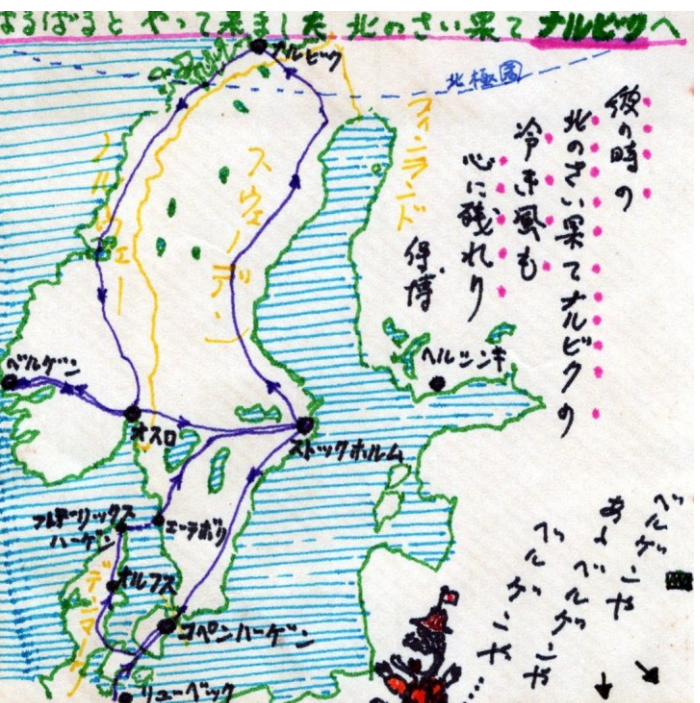 はるばるとやって来ました 北のさい果て ナルビックへ
ナルビック
北極圏
彼の時の
北のさい果てナルビクの
冷き風も
心に残れり
保博
フィンランド
スウェーデン
ノルウェー
ベルゲン
ヘルシンキ
オスロ
ストックホルム
フレデリックス
ハーゲン
エーテボリ
オルフス
デンマーク
コペンハーゲン
リューベック
ベルゲンや
あーベルゲンや
ベルゲンや……